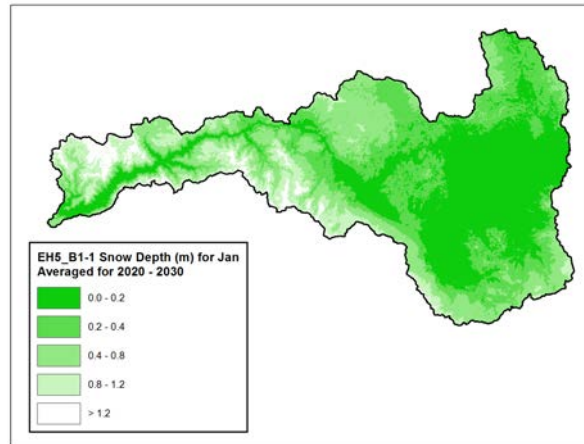 EH5_B1-1 Snow Depth (m) for Jan
Averaged for 2020 - 2030
0.0 - 0.2
0.2 - 0.4
0.4 - 0.8
0.8 - 1.2
> 1.2